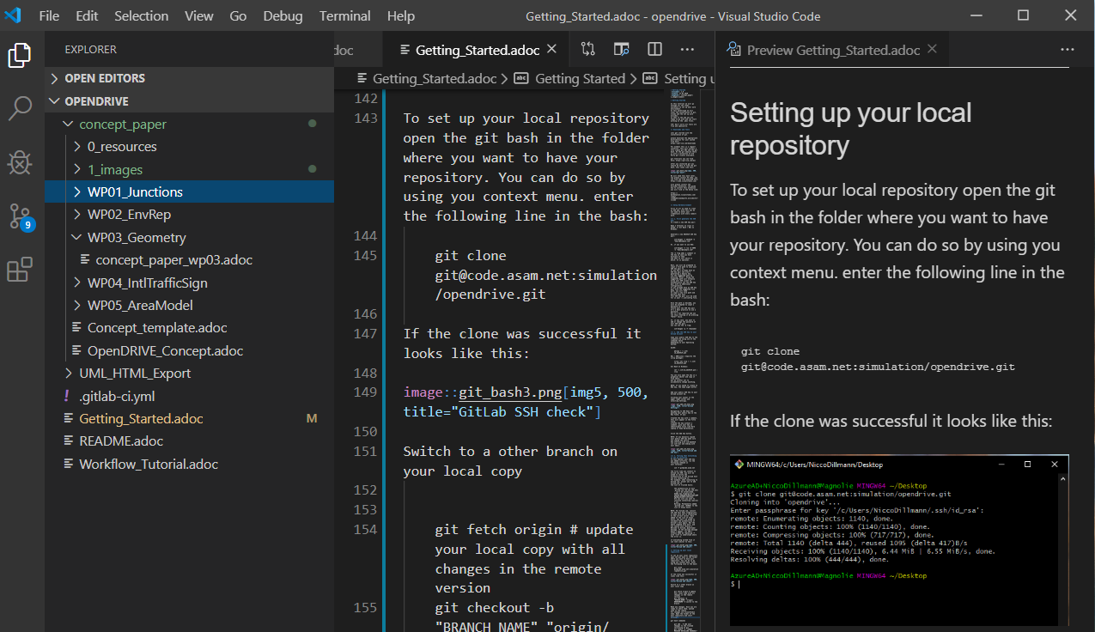 File Edit Selection View Go Debug Terminal Help Getting_Started.adoc - opendrive - Visual Studio Code
EXPLORER
OPEN EDITORS
OPENDRIVE
concept_paper
0_resources
1_images
WP01_Junctions
WP02_EnvRep
WP03_Geometry
concept_paper_wp03.adoc
WP04_IntlTrafficSign
WP05_AreaModel
Concept_template.adoc
OpenDRIVE_Concept.adoc
UML_HTML_Export
! .gitlab-ci.yml
Getting_Started.adoc M
README.adoc
Workflow_Tutorial.adoc
9
doc Getting_Started.adoc
Getting_Started.adoc > Getting Started > Setting u
142
143 To set up your local repository
open the git bash in the folder
where you want to have your
repository. You can do so by
using you context menu. enter
the following line in the bash:
144
145 git clone
git@code.asam.net:simulation
/opendrive.git
146
147 If the clone was successful it
looks like this:
148
149 image::git_bash3.png[img5, 500,
title="GitLab SSH check"]
150
151 Switch to a other branch on
your local copy
152
153
154 git fetch origin # update
your local copy with all
changes in the remote
version
155 git checkout -b
"BRANCH NAME" "origin/
Preview Getting_Started.adoc
Setting up your local
repository
To set up your local repository open the git
bash in the folder where you want to have
your repository. You can do so by using you
context menu. enter the following line in the
bash:
git clone
git@code.asam.net:simulation/opendrive.git
If the clone was successful it looks like this:
MINGW64:/c/Users/NiccoDillmann/Desktop
AzureAD+NiccoDillmann@Magnolie MINGW64 ~/Desktop
$ git clone git@code.asam.net:simulation/opendrive.git
Cloning into 'opendrive'...
Enter passphrase for key '/c/Users/NiccoDillmann/.ssh/id_rsa':
remote: Enumerating objects: 1140, done.
remote: Counting objects: 100% (1140/1140), done.
remote: Compressing objects: 100% (717/717), done.
remote: Total 1140 (delta 444), reused 1095 (delta 417)B/s
Receiving objects: 100% (1140/1140), 6.44 MiB | 6.55 MiB/s, done.
Resolving deltas: 100% (444/444), done.
AzureAD+NiccoDillmann@Magnolie MINGW64 ~/Desktop
$